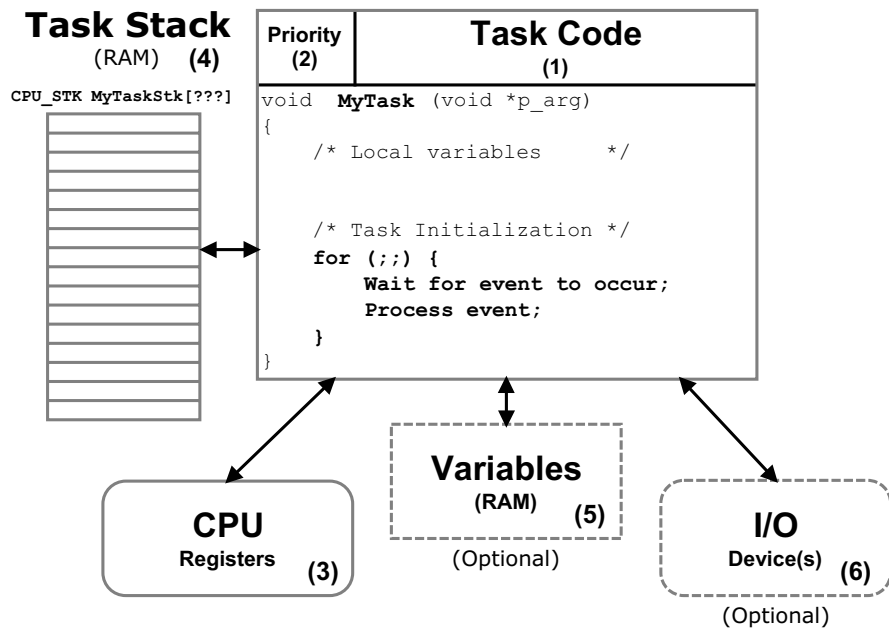 Task Stack
(RAM) (4)
CPU_STK MyTaskStk[???]
Priority
(2)
Task Code
(1)
void MyTask (void *p_arg)
{
/* Local variables */
/* Task Initialization */
for (;;) {
Wait for event to occur;
Process event;
}
}
CPU
Registers
(3)
Variables
(RAM)
(5)
(Optional)
I/O
Device(s)
(6)
(Optional)